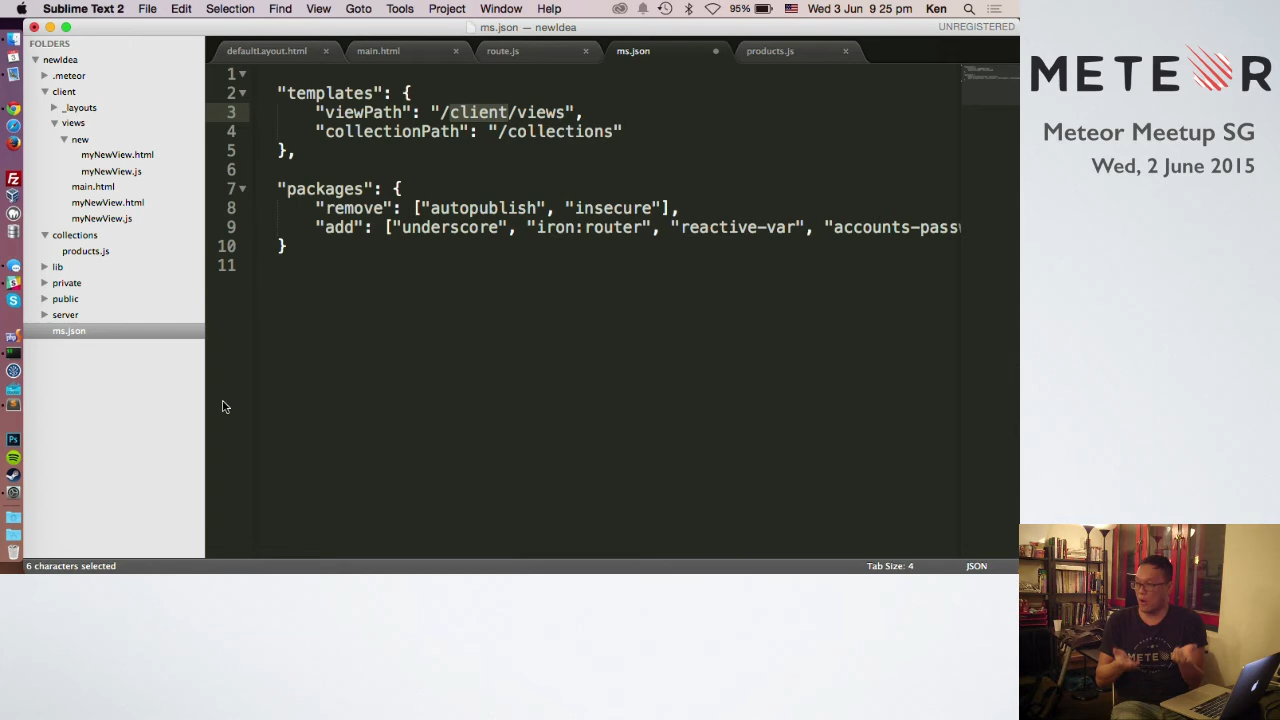 Sublime Text 2 File Edit Selection Find View Goto Tools Project Window Help 95% Wed 3 Jun 9:25 pm Ken
ms.json — newIdea UNREGISTERED
FOLDERS
newIdea
.meteor
client
_layouts
views
new
myNewView.html
myNewView.js
main.html
myNewView.html
myNewView.js
collections
products.js
lib
private
public
server
ms.json
defaultLayout.html main.html route.js ms.json products.js
1
2 "templates": {
3 "viewPath": "/client/views",
4 "collectionPath": "/collections"
5 },
6
7 "packages": {
8 "remove": ["autopublish", "insecure"],
9 "add": ["underscore", "iron:router", "reactive-var", "accounts-passw
10 }
11
6 characters selected Tab Size: 4 JSON
METEOR
Meteor Meetup SG
Wed, 2 June 2015
METEOR